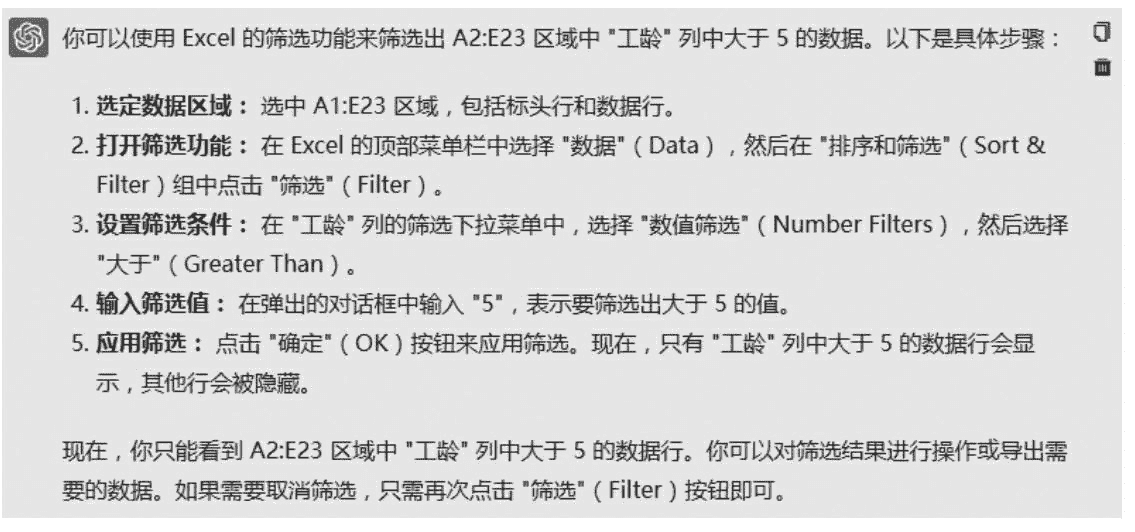 你可以使用 Excel 的筛选功能来筛选出 A2:E23 区域中 "工龄" 列中大于 5 的数据。以下是具体步骤：
1. 选定数据区域： 选中 A1:E23 区域，包括标头行和数据行。
2. 打开筛选功能： 在 Excel 的顶部菜单栏中选择 "数据"（Data），然后在 "排序和筛选"（Sort &
Filter）组中点击 "筛选"（Filter）。
3. 设置筛选条件： 在 "工龄" 列的筛选下拉菜单中，选择 "数值筛选"（Number Filters），然后选择
"大于"（Greater Than）。
4. 输入筛选值： 在弹出的对话框中输入 "5"，表示要筛选出大于 5 的值。
5. 应用筛选： 点击 "确定"（OK）按钮来应用筛选。现在，只有 "工龄" 列中大于 5 的数据行会显
示，其他行会被隐藏。
现在，你只能看到 A2:E23 区域中 "工龄" 列中大于 5 的数据行。你可以对筛选结果进行操作或导出需
要的数据。如果需要取消筛选，只需再次点击 "筛选"（Filter）按钮即可。